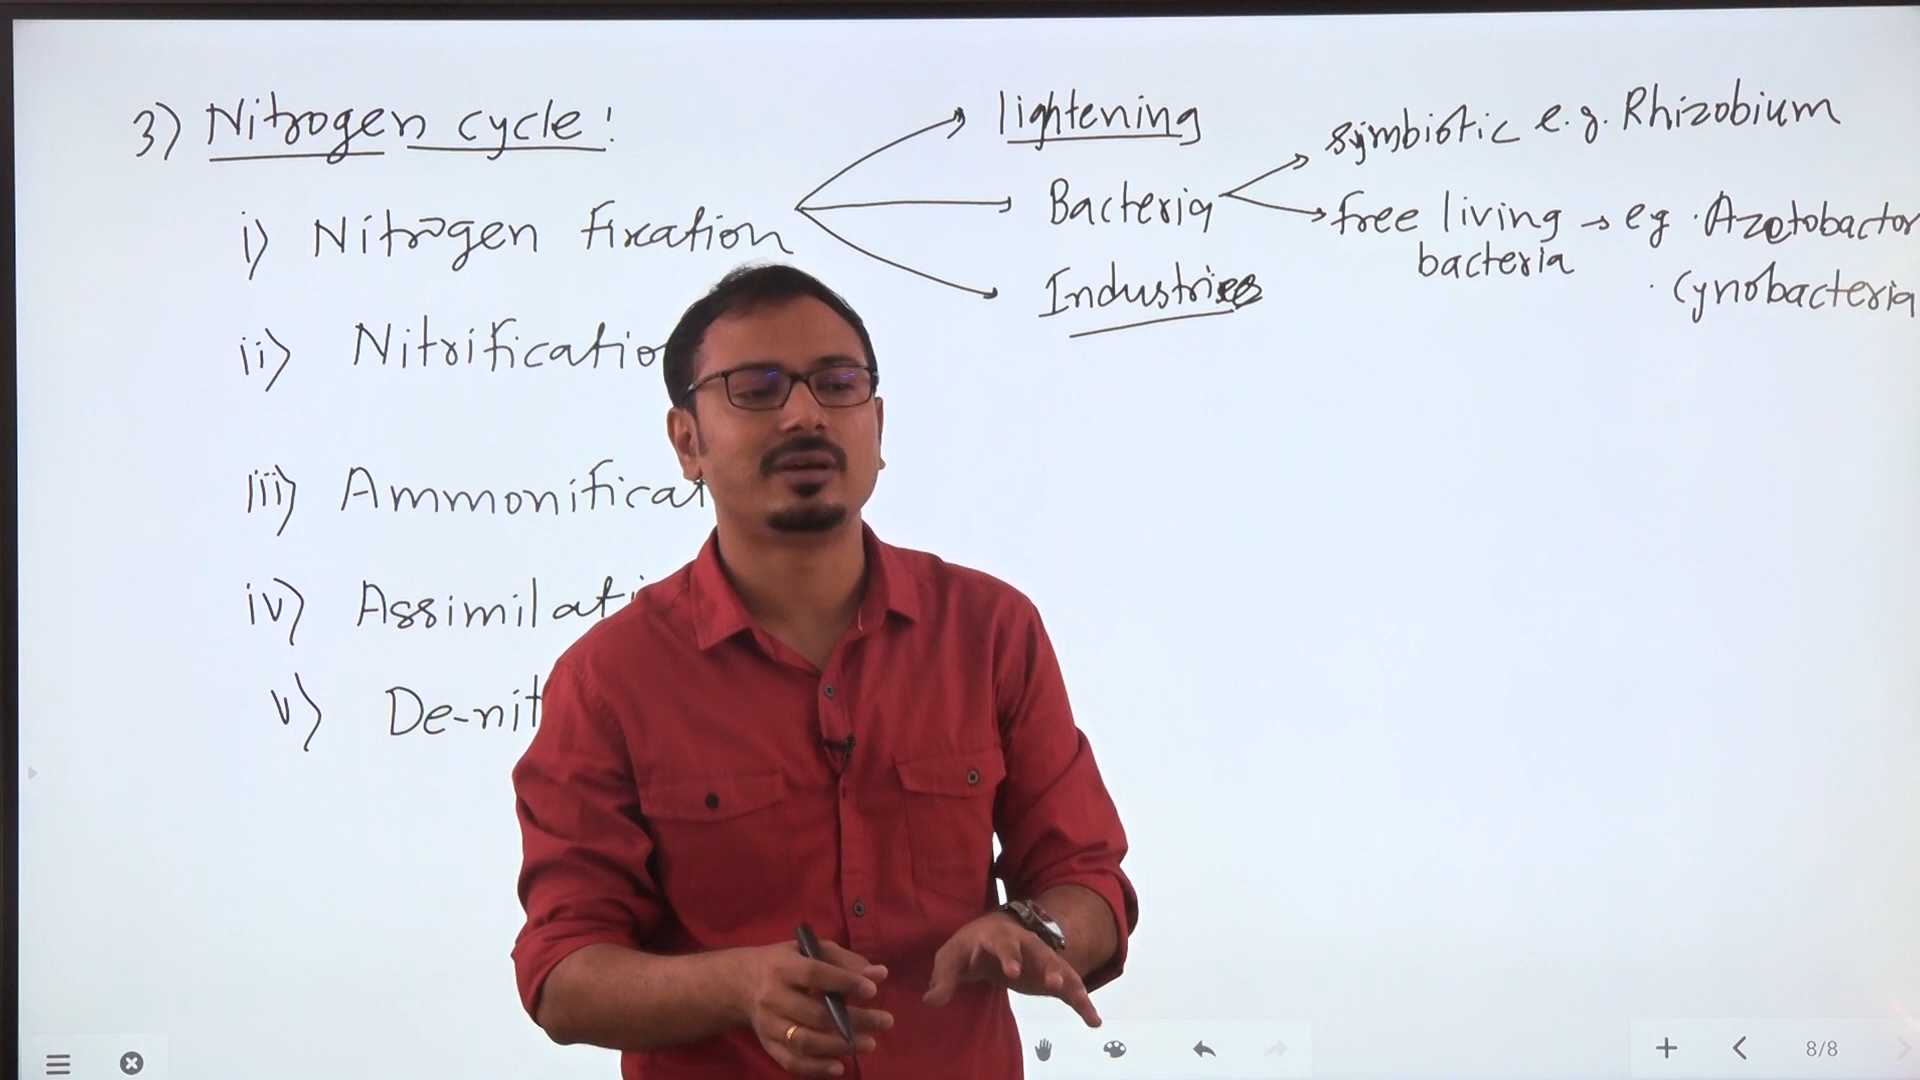 3) Nitrogen cycle!
i) Nitrogen fixation
lightening
Bacteria
Industries
symbiotic e.g. Rhizobium
free living → eg · Azotobactor
bacteria
· Cynobacteria
ii) Nitrificatio
iii) Ammonificat
iv) Assimilati
v) De-nit
8/8